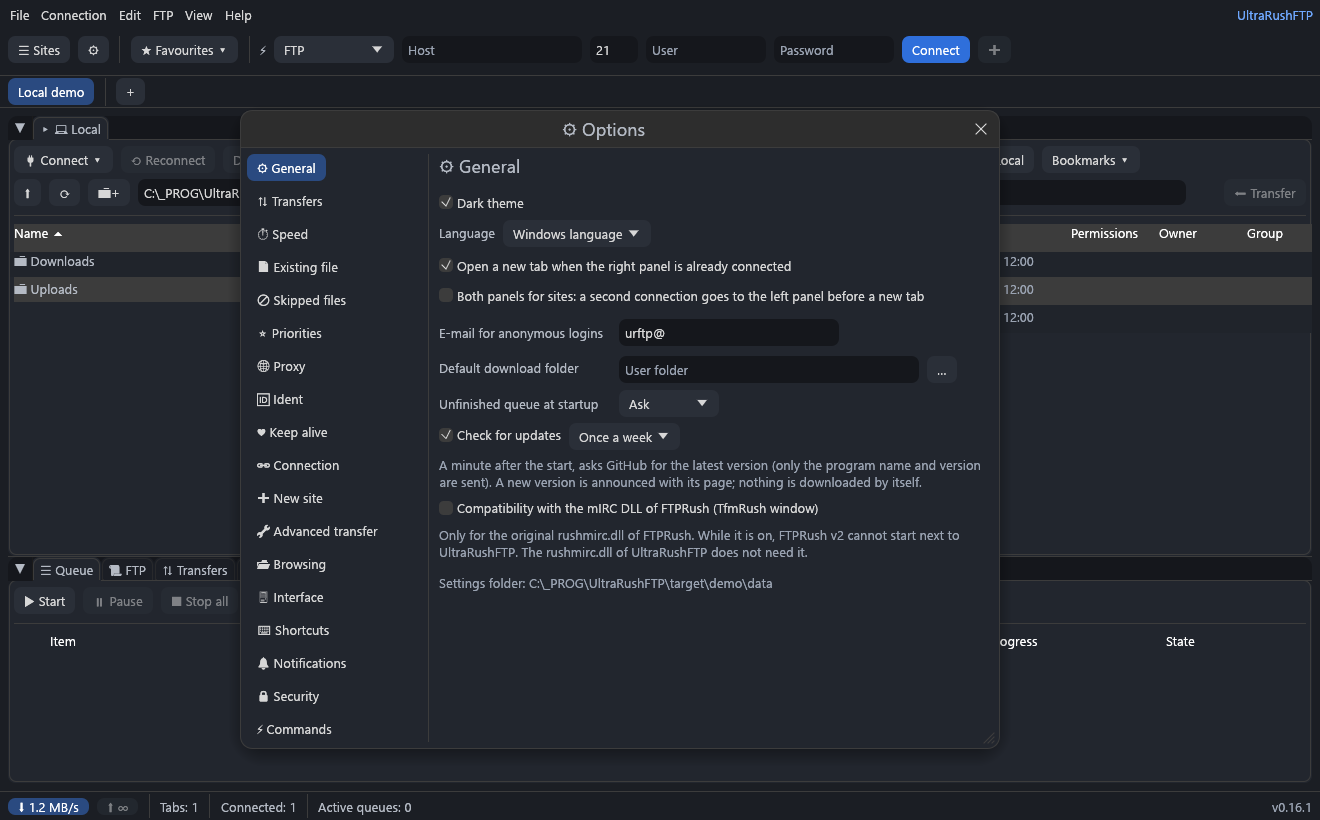 File Connection Edit FTP View Help UltraRushFTP
Sites Favourites FTP Host 21 User Password Connect +
Local demo +
Local
Connect Reconnect Bookmarks
C:\_PROG\UltraR Transfer
Name Permissions Owner Group
Downloads 12:00
Uploads 12:00
12:00
Options
General
Transfers
Speed
Existing file
Skipped files
Priorities
Proxy
Ident
Keep alive
Connection
New site
Advanced transfer
Browsing
Interface
Shortcuts
Notifications
Security
Commands
General
Dark theme
Language Windows language
Open a new tab when the right panel is already connected
Both panels for sites: a second connection goes to the left panel before a new tab
E-mail for anonymous logins urftp@
Default download folder User folder ...
Unfinished queue at startup Ask
Check for updates Once a week
A minute after the start, asks GitHub for the latest version (only the program name and version
are sent). A new version is announced with its page; nothing is downloaded by itself.
Compatibility with the mIRC DLL of FTPRush (TfmRush window)
Only for the original rushmirc.dll of FTPRush. While it is on, FTPRush v2 cannot start next to
UltraRushFTP. The rushmirc.dll of UltraRushFTP does not need it.
Settings folder: C:\_PROG\UltraRushFTP\target\demo\data
Queue FTP Transfers
Start Pause Stop all
Item ogress State
1.2 MB/s ∞ Tabs: 1 Connected: 1 Active queues: 0 v0.16.1